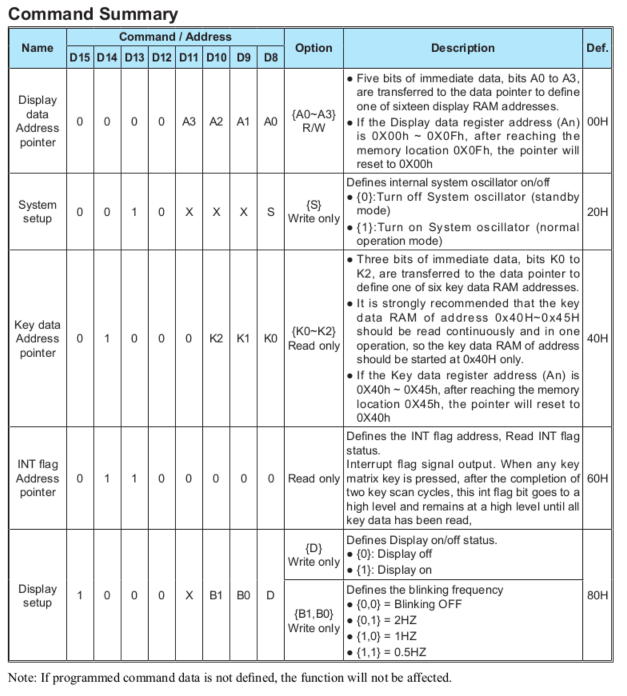 Command Summary
Name Command / Address Option Description Def.
D15 D14 D13 D12 D11 D10 D9 D8
Display data Address pointer 0 0 0 0 A3 A2 A1 A0 {A0~A3} R/W 00H
● Five bits of immediate data, bits A0 to A3,
are transferred to the data pointer to define
one of sixteen display RAM addresses.
● If the Display data register address (An)
is 0X00h ~ 0X0Fh, after reaching the
memory location 0X0Fh, the pointer will
reset to 0X00h
System setup 0 0 1 0 X X X S {S} Write only 20H
Defines internal system oscillator on/off
● {0}:Turn off System oscillator (standby
mode)
● {1}:Turn on System oscillator (normal
operation mode)
Key data Address pointer 0 1 0 0 0 K2 K1 K0 {K0~K2} Read only 40H
● Three bits of immediate data, bits K0 to
K2, are transferred to the data pointer to
define one of six key data RAM addresses.
● It is strongly recommended that the key
data RAM of address 0x40H~0x45H
should be read continuously and in one
operation, so the key data RAM of address
should be started at 0x40H only.
● If the Key data register address (An) is
0X40h ~ 0X45h, after reaching the memory
location 0X45h, the pointer will reset to
0X40h
INT flag Address pointer 0 1 1 0 0 0 0 0 Read only 60H
Defines the INT flag address, Read INT flag
status.
Interrupt flag signal output. When any key
matrix key is pressed, after the completion of
two key scan cycles, this int flag bit goes to a
high level and remains at a high level until all
key data has been read,
Display setup 1 0 0 0 X B1 B0 D 80H
{D} Write only
Defines Display on/off status.
● {0}: Display off
● {1}: Display on
{B1,B0} Write only
Defines the blinking frequency
● {0,0} = Blinking OFF
● {0,1} = 2HZ
● {1,0} = 1HZ
● {1,1} = 0.5HZ
Note: If programmed command data is not defined, the function will not be affected.